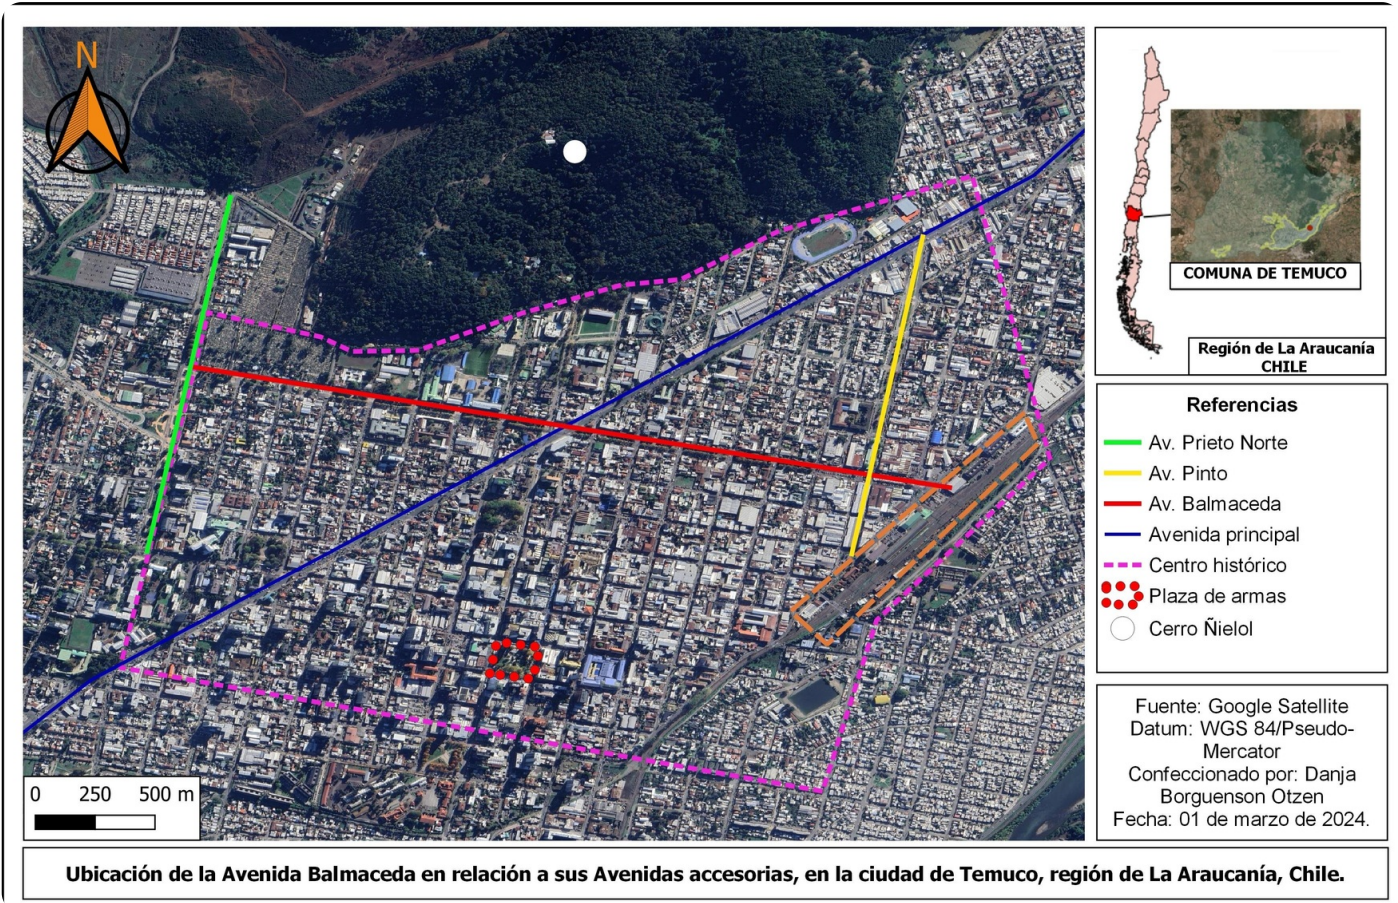 N
COMUNA DE TEMUCO
Región de La Araucanía
CHILE
Referencias
Av. Prieto Norte
Av. Pinto
Av. Balmaceda
Avenida principal
Centro histórico
Plaza de armas
Cerro Ñielol
Fuente: Google Satellite
Datum: WGS 84/Pseudo-
Mercator
Confeccionado por: Danja
Borguenson Otzen
Fecha: 01 de marzo de 2024.
0 250 500 m
Ubicación de la Avenida Balmaceda en relación a sus Avenidas accesorias, en la ciudad de Temuco, región de La Araucanía, Chile.